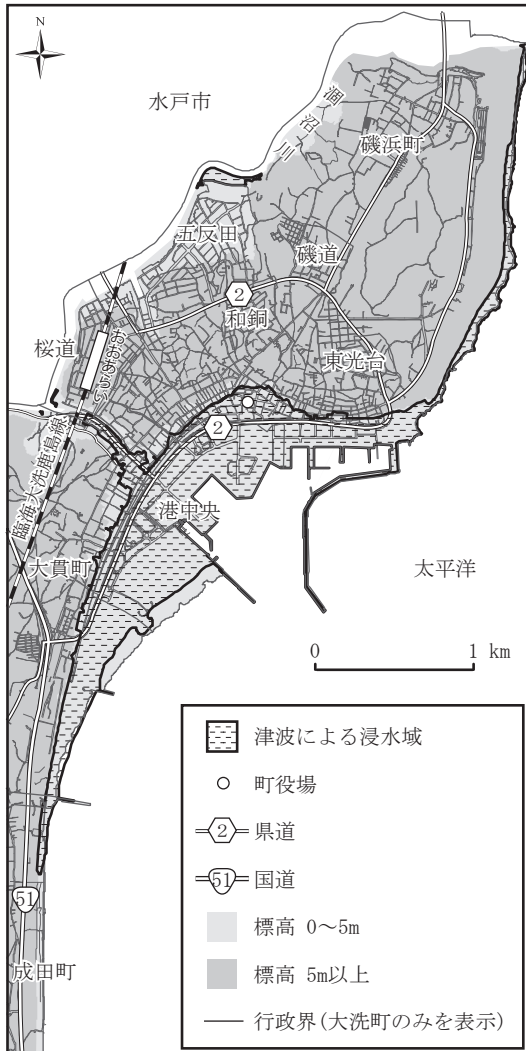 N
水戸市
涸沼川
磯浜町
五反田
磯道
2
和銅
桜道
おおあらい
東光台
2
臨海大洗鹿島線
港中央
大貫町
太平洋
0 1 km
津波による浸水域
町役場
2 県道
51 国道
標高 0～5m
標高 5m以上
行政界(大洗町のみを表示)
51
成田町